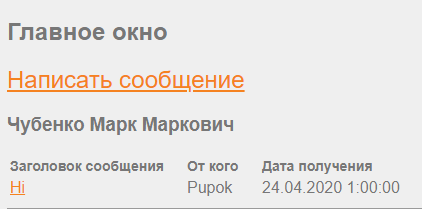 Главное окно
Написать сообщение
Чубенко Марк Маркович
Заголовок сообщения От кого Дата получения
Hi Pupok 24.04.2020 1:00:00